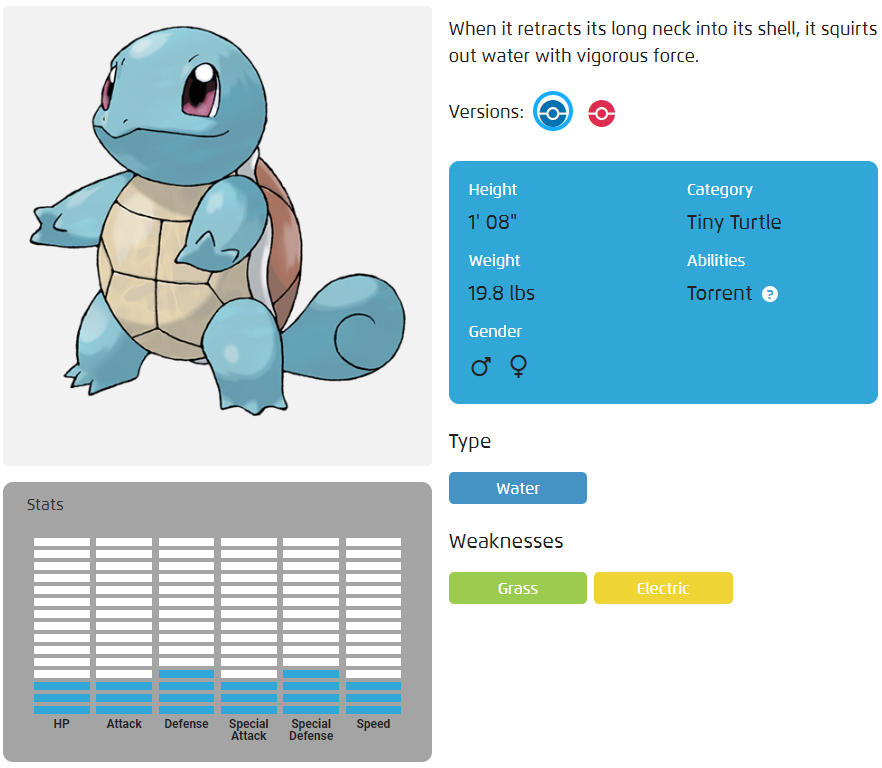 When it retracts its long neck into its shell, it squirts
out water with vigorous force.
Versions:
Height
1' 08"
Weight
19.8 lbs
Gender
♂ ♀
Category
Tiny Turtle
Abilities
Torrent ?
Type
Water
Weaknesses
Grass
Electric
Stats
HP
Attack
Defense
Special
Attack
Special
Defense
Speed